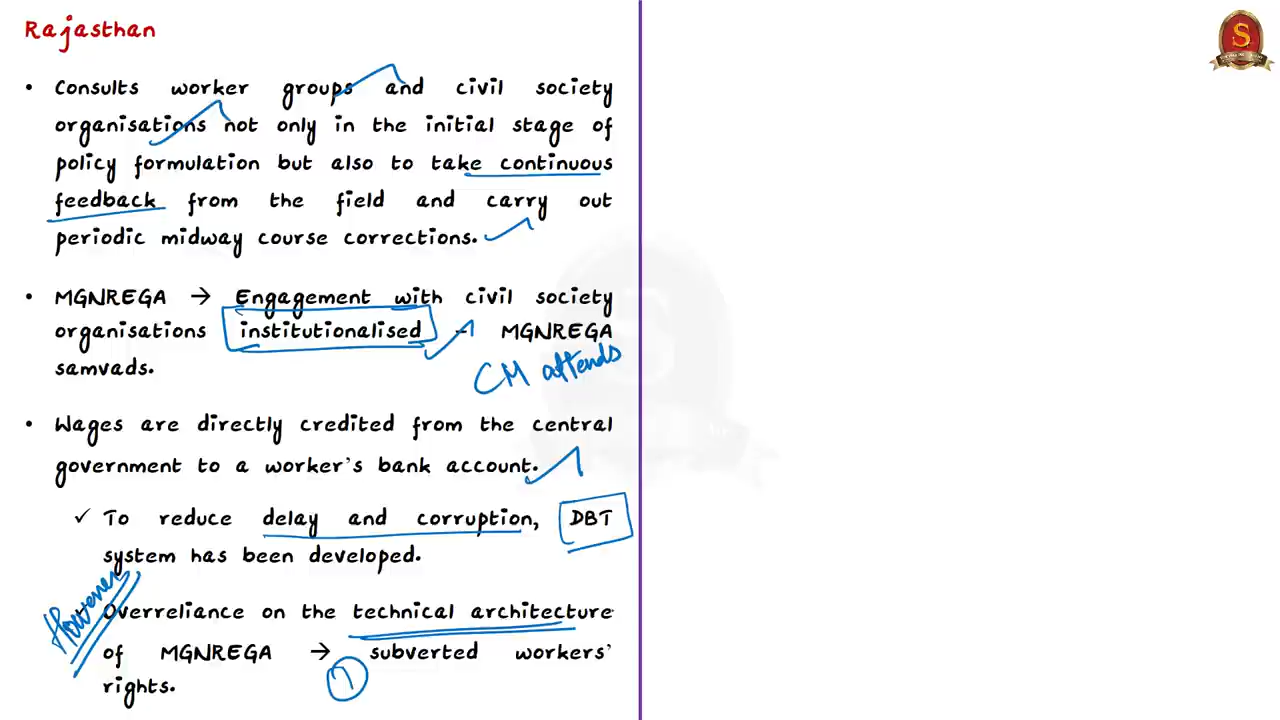 Rajasthan
• Consults worker groups and civil society
organisations not only in the initial stage of
policy formulation but also to take continuous
feedback from the field and carry out
periodic midway course corrections.
• MGNREGA → Engagement with civil society
organisations institutionalised - MGNREGA
samvads.
CM attends
• Wages are directly credited from the central
government to a worker's bank account.
✓ To reduce delay and corruption, DBT
system has been developed.
However
Overreliance on the technical architecture
of MGNREGA → subverted workers'
rights.
S